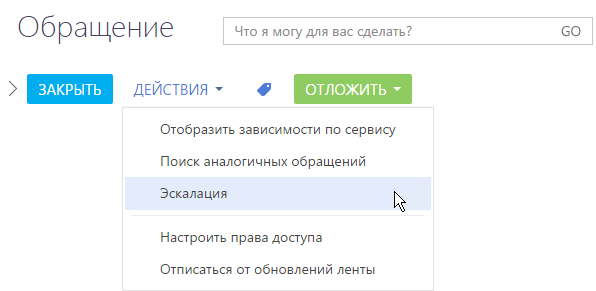 Обращение
Что я могу для вас сделать? GO
ЗАКРЫТЬ ДЕЙСТВИЯ ОТЛОЖИТЬ
Отобразить зависимости по сервису
Поиск аналогичных обращений
Эскалация
Настроить права доступа
Отписаться от обновлений ленты